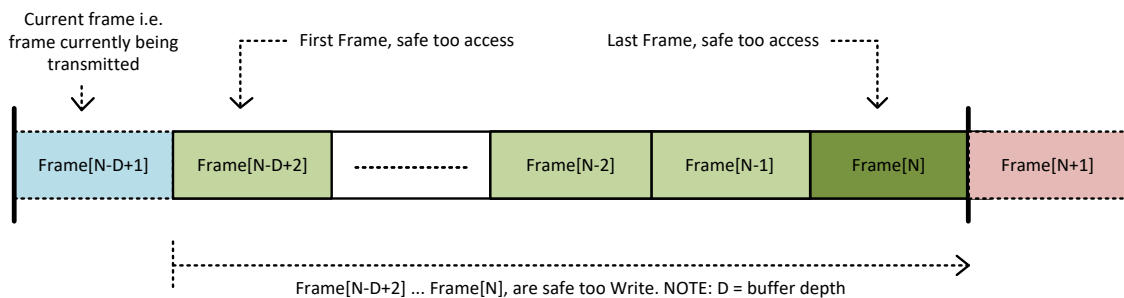 Current frame i.e.
frame currently being
transmitted
First Frame, safe too access
Last Frame, safe too access
Frame[N-D+1]
Frame[N-D+2]
Frame[N-2]
Frame[N-1]
Frame[N]
Frame[N+1]
Frame[N-D+2] ... Frame[N], are safe too Write. NOTE: D = buffer depth